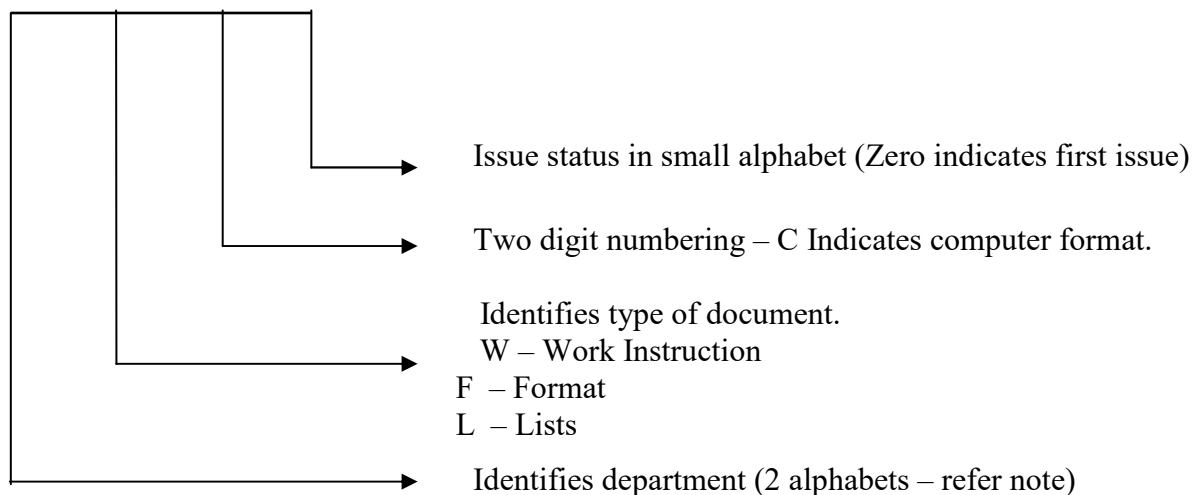 Issue status in small alphabet (Zero indicates first issue)
Two digit numbering – C Indicates computer format.
Identifies type of document.
W – Work Instruction
F – Format
L – Lists
Identifies department (2 alphabets – refer note)